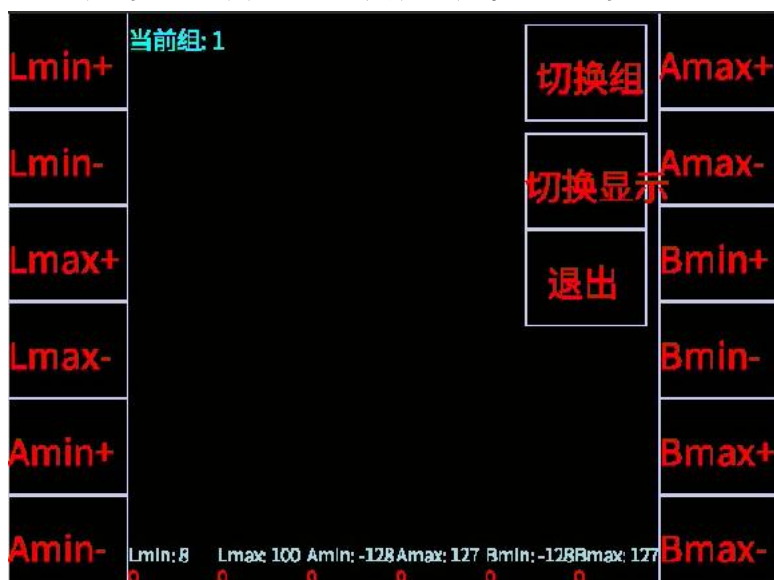 当前组: 1
Lmin+
Lmin-
Lmax+
Lmax-
Amin+
Amin-
切换组
切换显示
退出
Amax+
Amax-
Bmin+
Bmin-
Bmax+
Bmax-
Lmin: 8 Lmax: 100 Amin: -128 Amax: 127 Bmin: -128 Bmax: 127